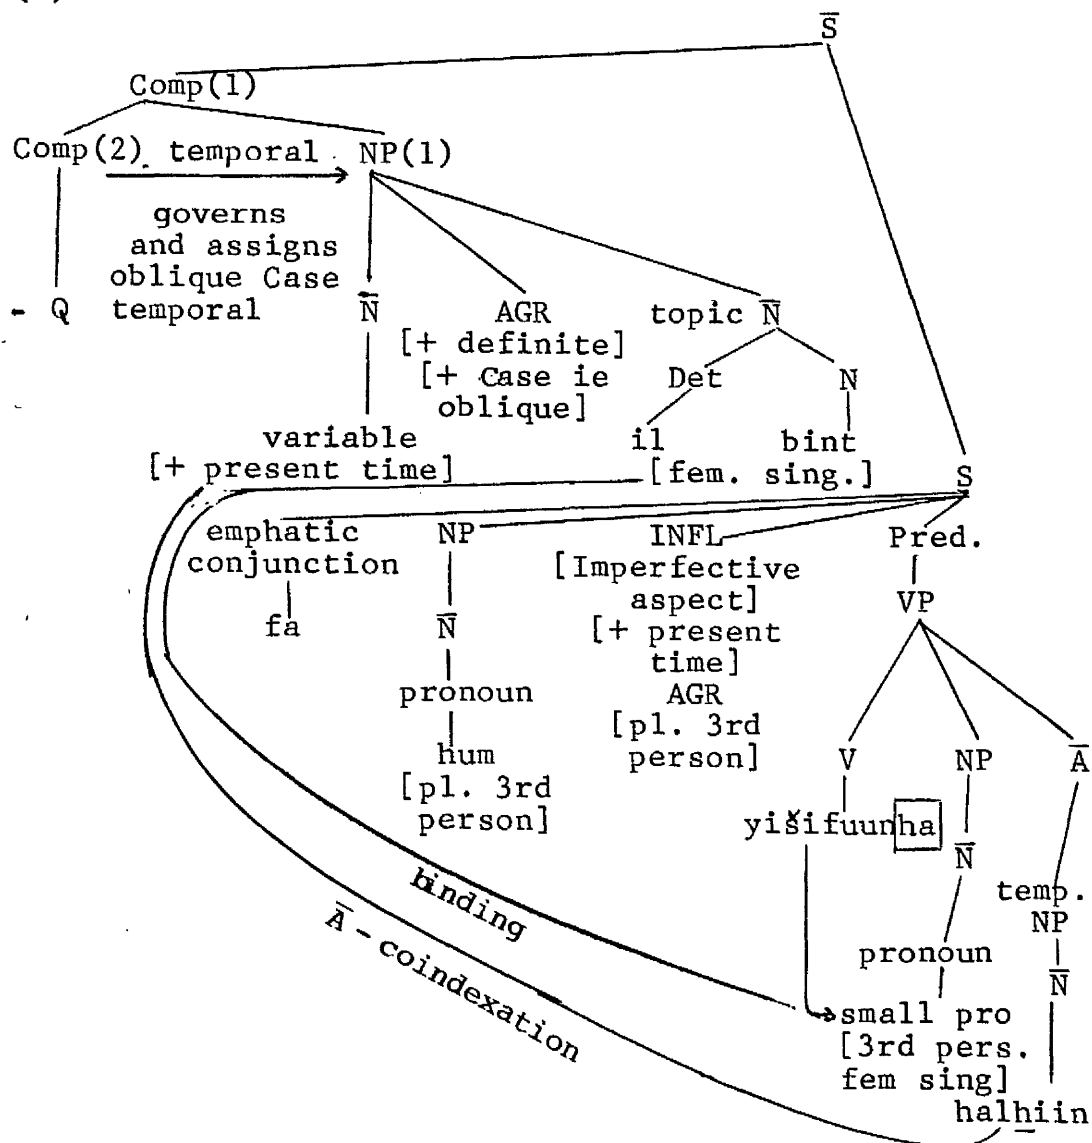 S̅
Comp(1)
Comp(2) temporal NP(1)
governs
and assigns
oblique Case
- Q temporal
N̅
AGR
[+ definite]
[+ Case ie
oblique]
topic N̅
Det N
il bint
[fem. sing.]
variable
[+ present time]
S
emphatic
conjunction
fa
NP
N̅
pronoun
hum
[pl. 3rd
person]
INFL
[Imperfective
aspect]
[+ present
time]
AGR
[pl. 3rd
person]
Pred.
VP
V NP A̅
yišifuunha
N̅
pronoun
small pro
[3rd pers.
fem sing]
temp.
NP
N̅
halẖiin
binding
A̅ - coindexation